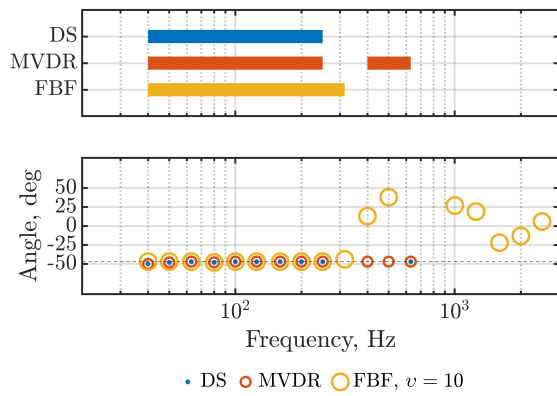 DS
MVDR
FBF
Angle, deg
50
25
0
-25
-50
10² 10³
Frequency, Hz
DS MVDR FBF, υ = 10